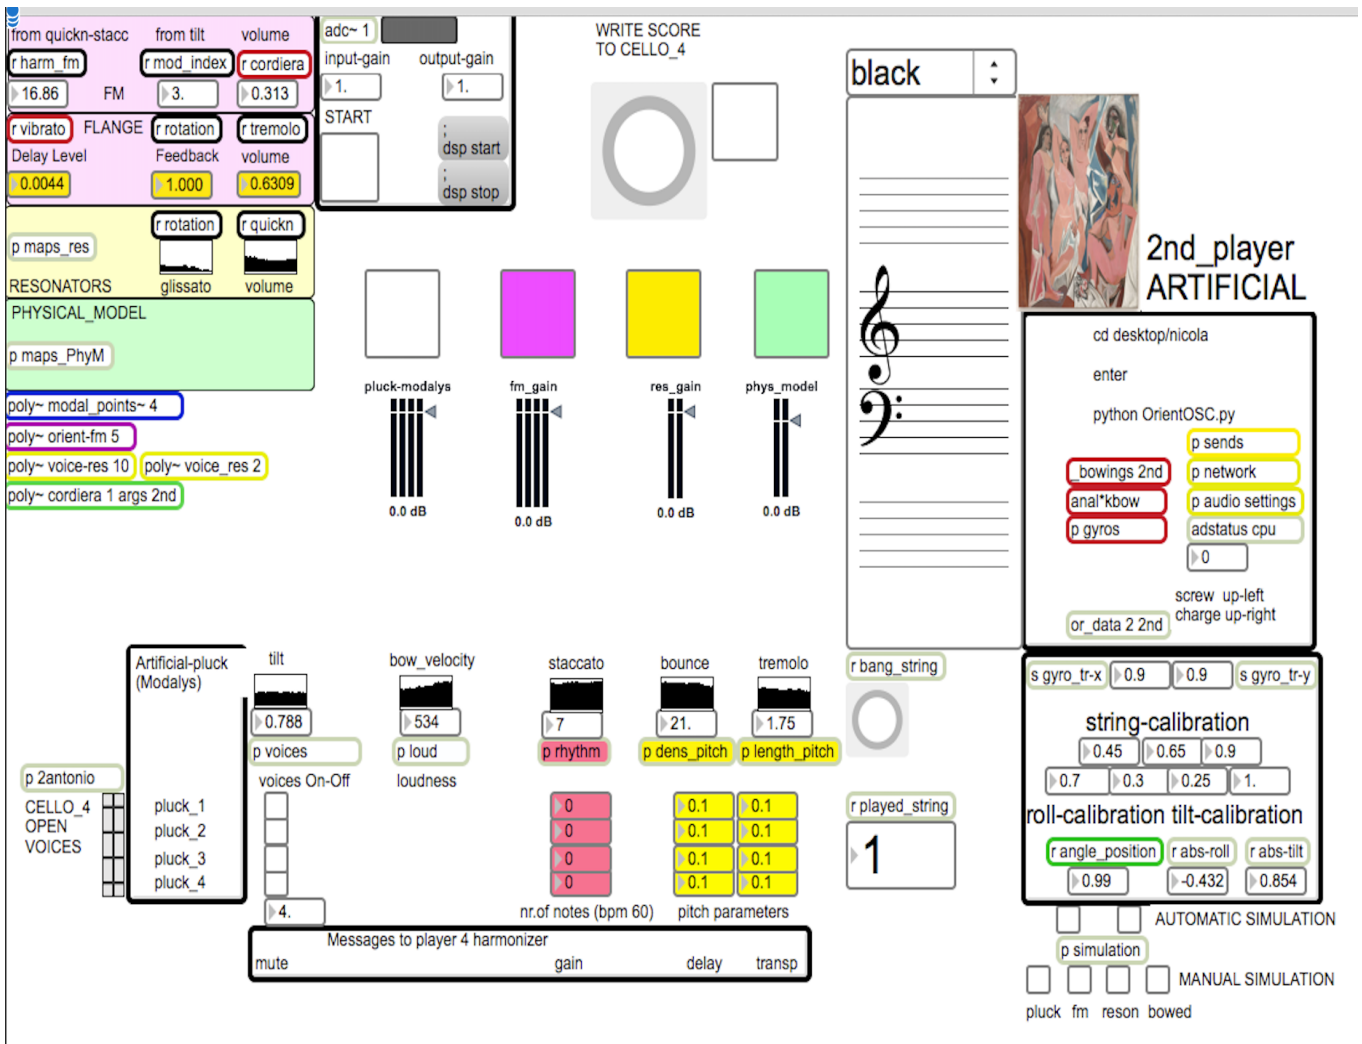 from quickn-stacc from tilt volume
r harm_fm r mod_index r cordiera
16.86 FM 3. 0.313
r vibrato FLANGE r rotation r tremolo
Delay Level Feedback volume
0.0044 1.000 0.6309
r rotation r quickn
p maps_res
RESONATORS glissato volume
PHYSICAL_MODEL
p maps_PhyM
poly~ modal_points~ 4
poly~ orient-fm 5
poly~ voice-res 10 poly~ voice_res 2
poly~ cordiera 1 args 2nd
adc~ 1
input-gain output-gain
1. 1.
START
;
dsp start
;
dsp stop
WRITE SCORE
TO CELLO_4
black
2nd_player
ARTIFICIAL
pluck-modalys fm_gain res_gain phys_model
0.0 dB 0.0 dB 0.0 dB 0.0 dB
cd desktop/nicola
enter
python OrientOSC.py
p sends
_bowings 2nd p network
anal*kbow p audio settings
p gyros adstatus cpu
0
screw up-left
charge up-right
or_data 2 2nd
Artificial-pluck
(Modalys)
tilt bow_velocity staccato bounce tremolo
0.788 534 7 21. 1.75
p voices p loud p rhythm p dens_pitch p length_pitch
voices On-Off loudness
p 2antonio
CELLO_4
OPEN
VOICES
pluck_1 0 0.1 0.1
pluck_2 0 0.1 0.1
pluck_3 0 0.1 0.1
pluck_4 0 0.1 0.1
4. nr.of notes (bpm 60) pitch parameters
Messages to player 4 harmonizer
mute gain delay transp
r bang_string
r played_string
1
s gyro_tr-x 0.9 0.9 s gyro_tr-y
string-calibration
0.45 0.65 0.9
0.7 0.3 0.25 1.
roll-calibration tilt-calibration
r angle_position r abs-roll r abs-tilt
0.99 -0.432 0.854
AUTOMATIC SIMULATION
p simulation
MANUAL SIMULATION
pluck fm reson bowed